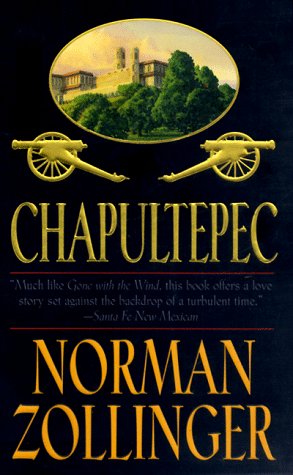 CHAPULTEPEC
"Much like Gone with the Wind, this book offers a love
story set against the backdrop of a turbulent time."
—Santa Fe New Mexican
NORMAN
ZOLLINGER